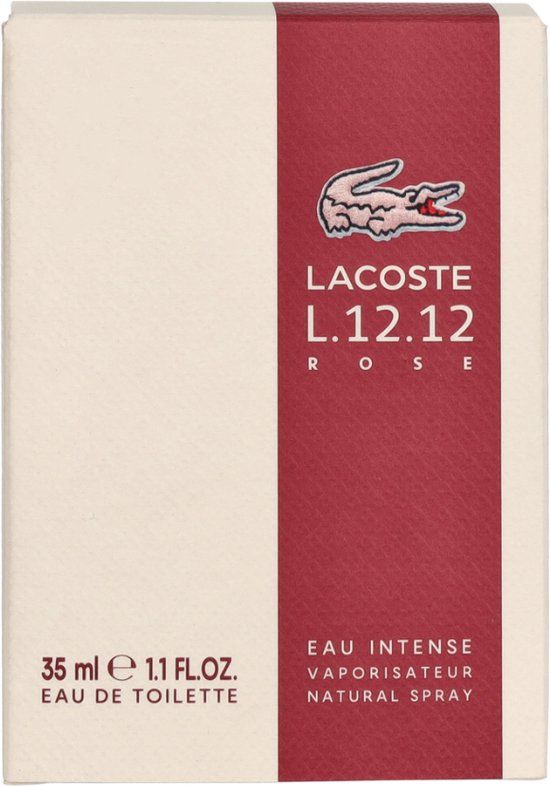 LACOSTE
L.12.12
ROSE
35 ml ℮ 1.1 FL.OZ.
EAU DE TOILETTE
EAU INTENSE
VAPORISATEUR
NATURAL SPRAY